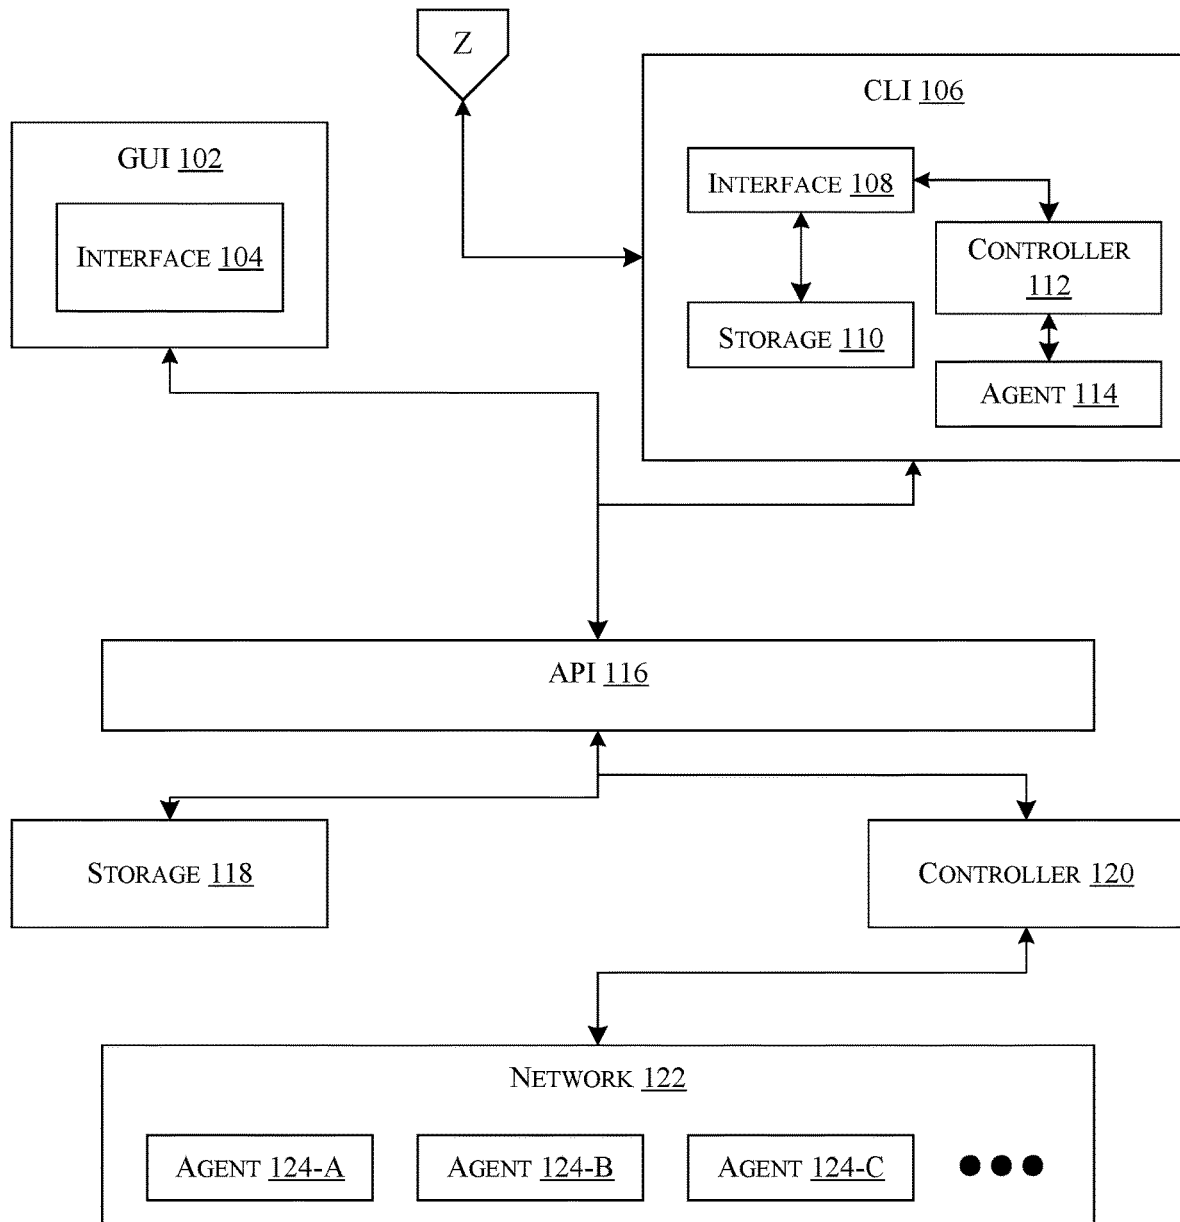 Z
CLI 106
GUI 102
INTERFACE 104
INTERFACE 108
CONTROLLER
112
STORAGE 110
AGENT 114
API 116
STORAGE 118
CONTROLLER 120
NETWORK 122
AGENT 124-A
AGENT 124-B
AGENT 124-C